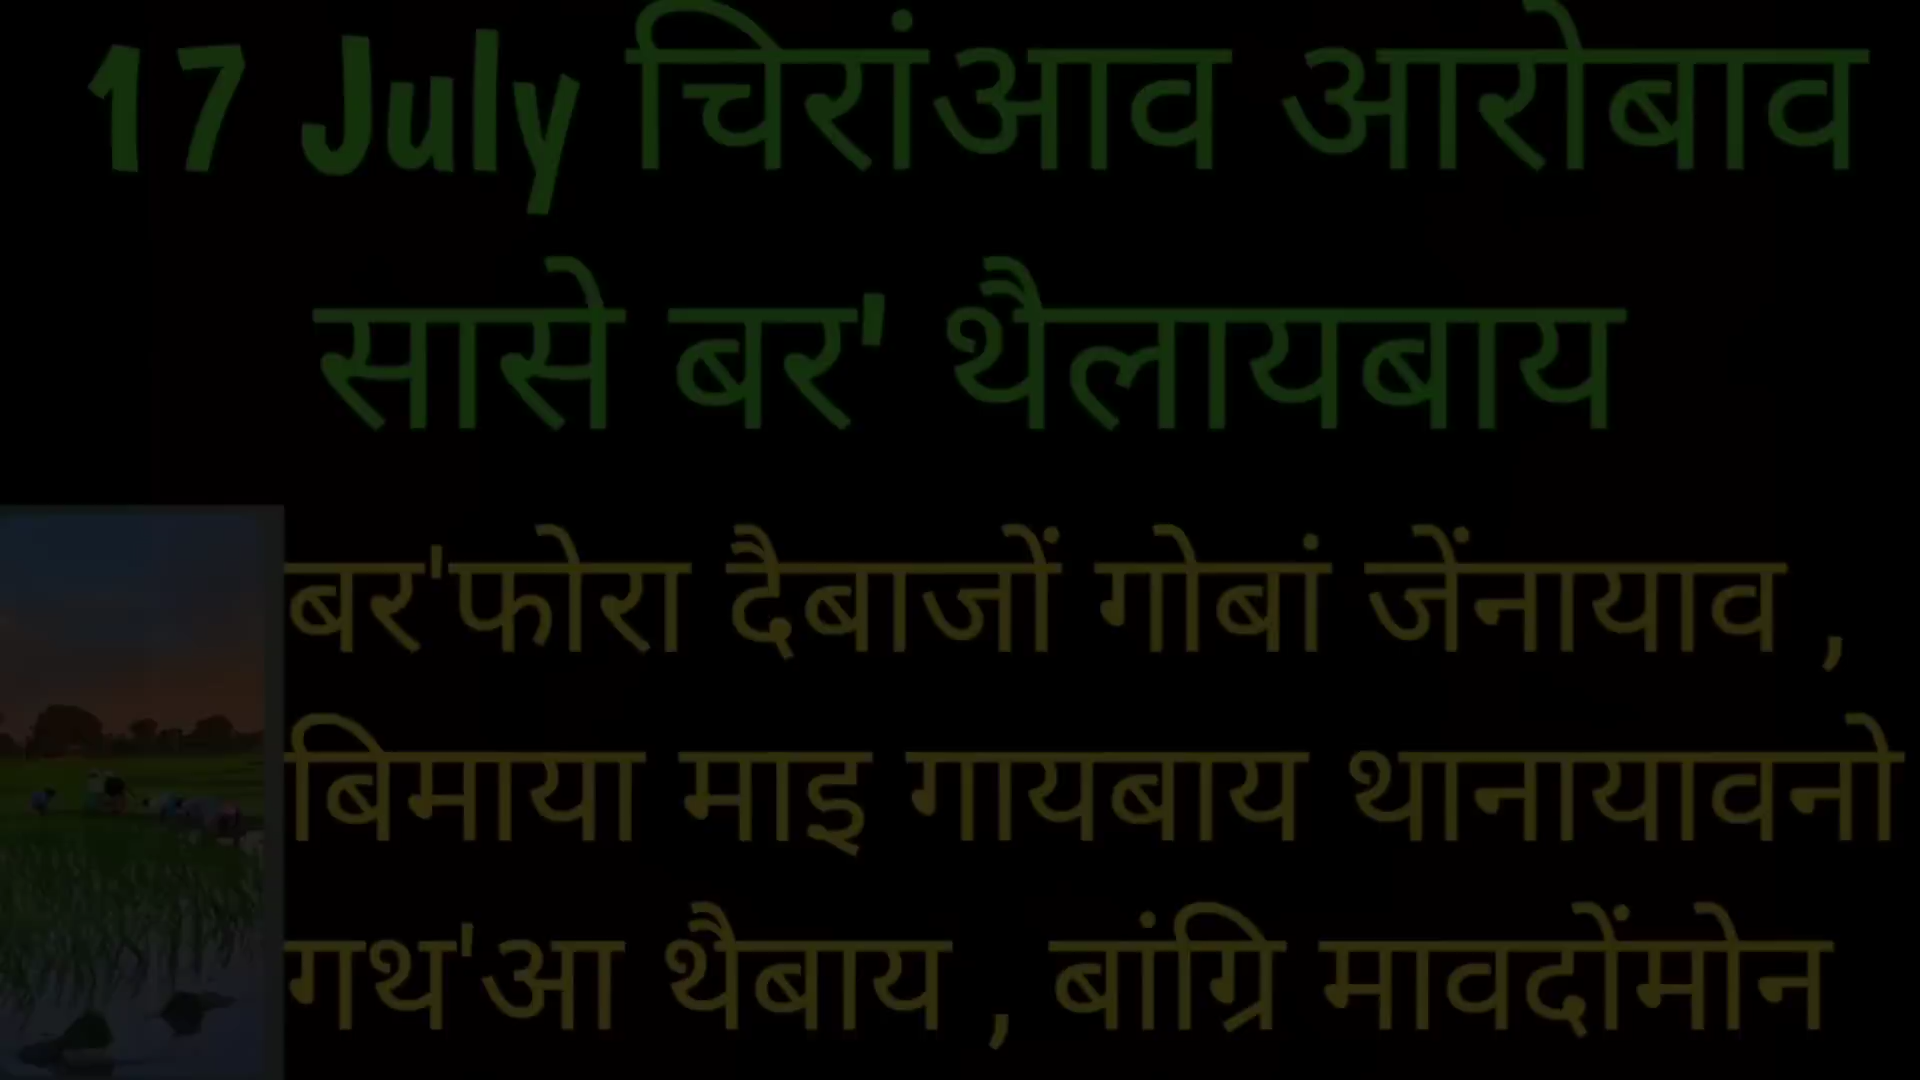 17 July चिरांआव आरोबाव
सासे बर' थैलायबाय
बर'फोरा दैबाजों गोबां जेंनायाव ,
बिमाया माइ गायबाय थानायावनो
गथ'आ थैबाय , बांग्रि मावदोंमोन